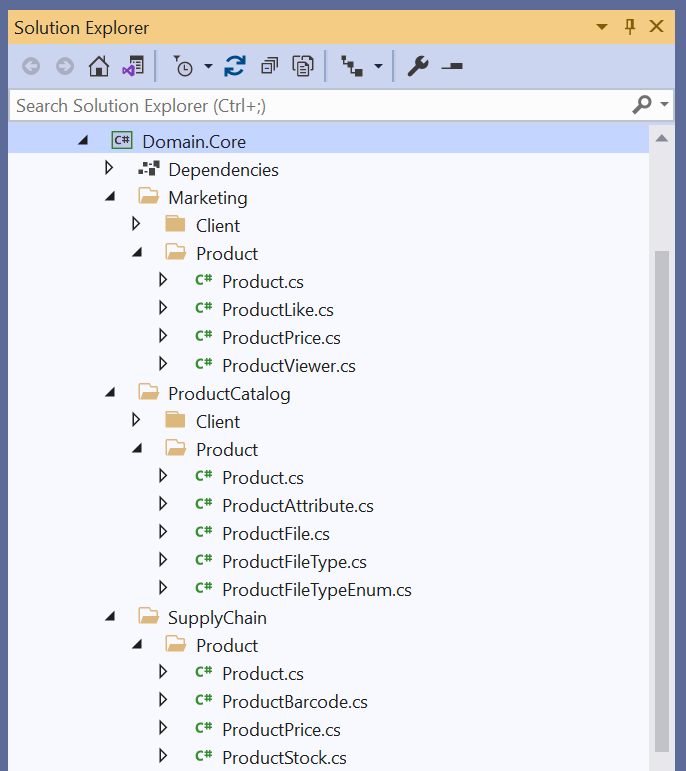 Solution Explorer
Search Solution Explorer (Ctrl+;)
C# Domain.Core
Dependencies
Marketing
Client
Product
C# Product.cs
C# ProductLike.cs
C# ProductPrice.cs
C# ProductViewer.cs
ProductCatalog
Client
Product
C# Product.cs
C# ProductAttribute.cs
C# ProductFile.cs
C# ProductFileType.cs
C# ProductFileTypeEnum.cs
SupplyChain
Product
C# Product.cs
C# ProductBarcode.cs
C# ProductPrice.cs
C# ProductStock.cs